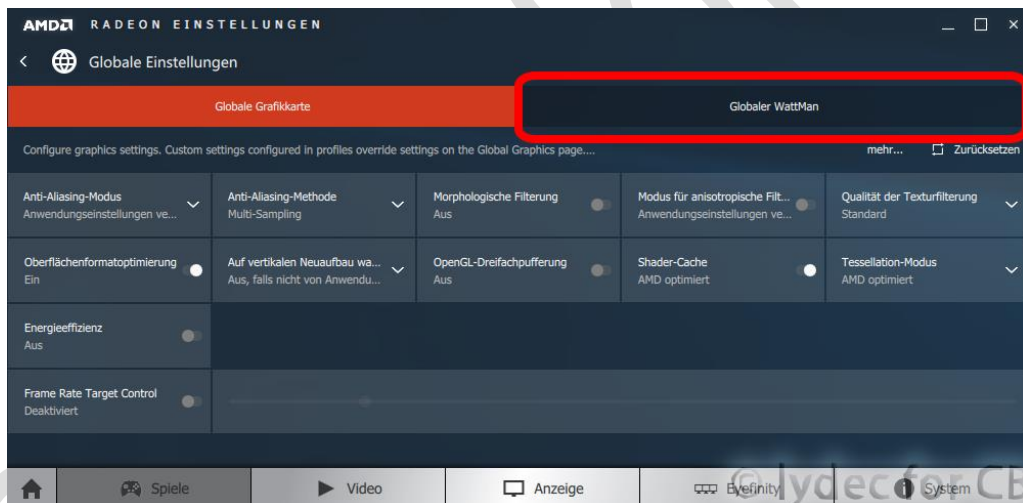 AMD RADEON EINSTELLUNGEN
Globale Einstellungen
Globale Grafikkarte
Globaler WattMan
Configure graphics settings. Custom settings configured in profiles override settings on the Global Graphics page....
mehr...
Zurücksetzen
Anti-Aliasing-Modus
Anwendungseinstellungen ve...
Anti-Aliasing-Methode
Multi-Sampling
Morphologische Filterung
Aus
Modus für anisotropische Filt...
Anwendungseinstellungen ve...
Qualität der Texturfilterung
Standard
Oberflächenformatoptimierung
Ein
Auf vertikalen Neuaufbau wa...
Aus, falls nicht von Anwendu...
OpenGL-Dreifachpufferung
Aus
Shader-Cache
AMD optimiert
Tessellation-Modus
AMD optimiert
Energieeffizienz
Aus
Frame Rate Target Control
Deaktiviert
Spiele
Video
Anzeige
Eyefinity
System
© lydec for CB